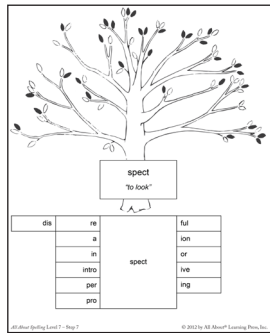 spect
"to look"
dis re ful
a ion
in or
intro spect ive
per ing
pro
All About Spelling Level 7 – Step 7 © 2012 by All About® Learning Press, Inc.